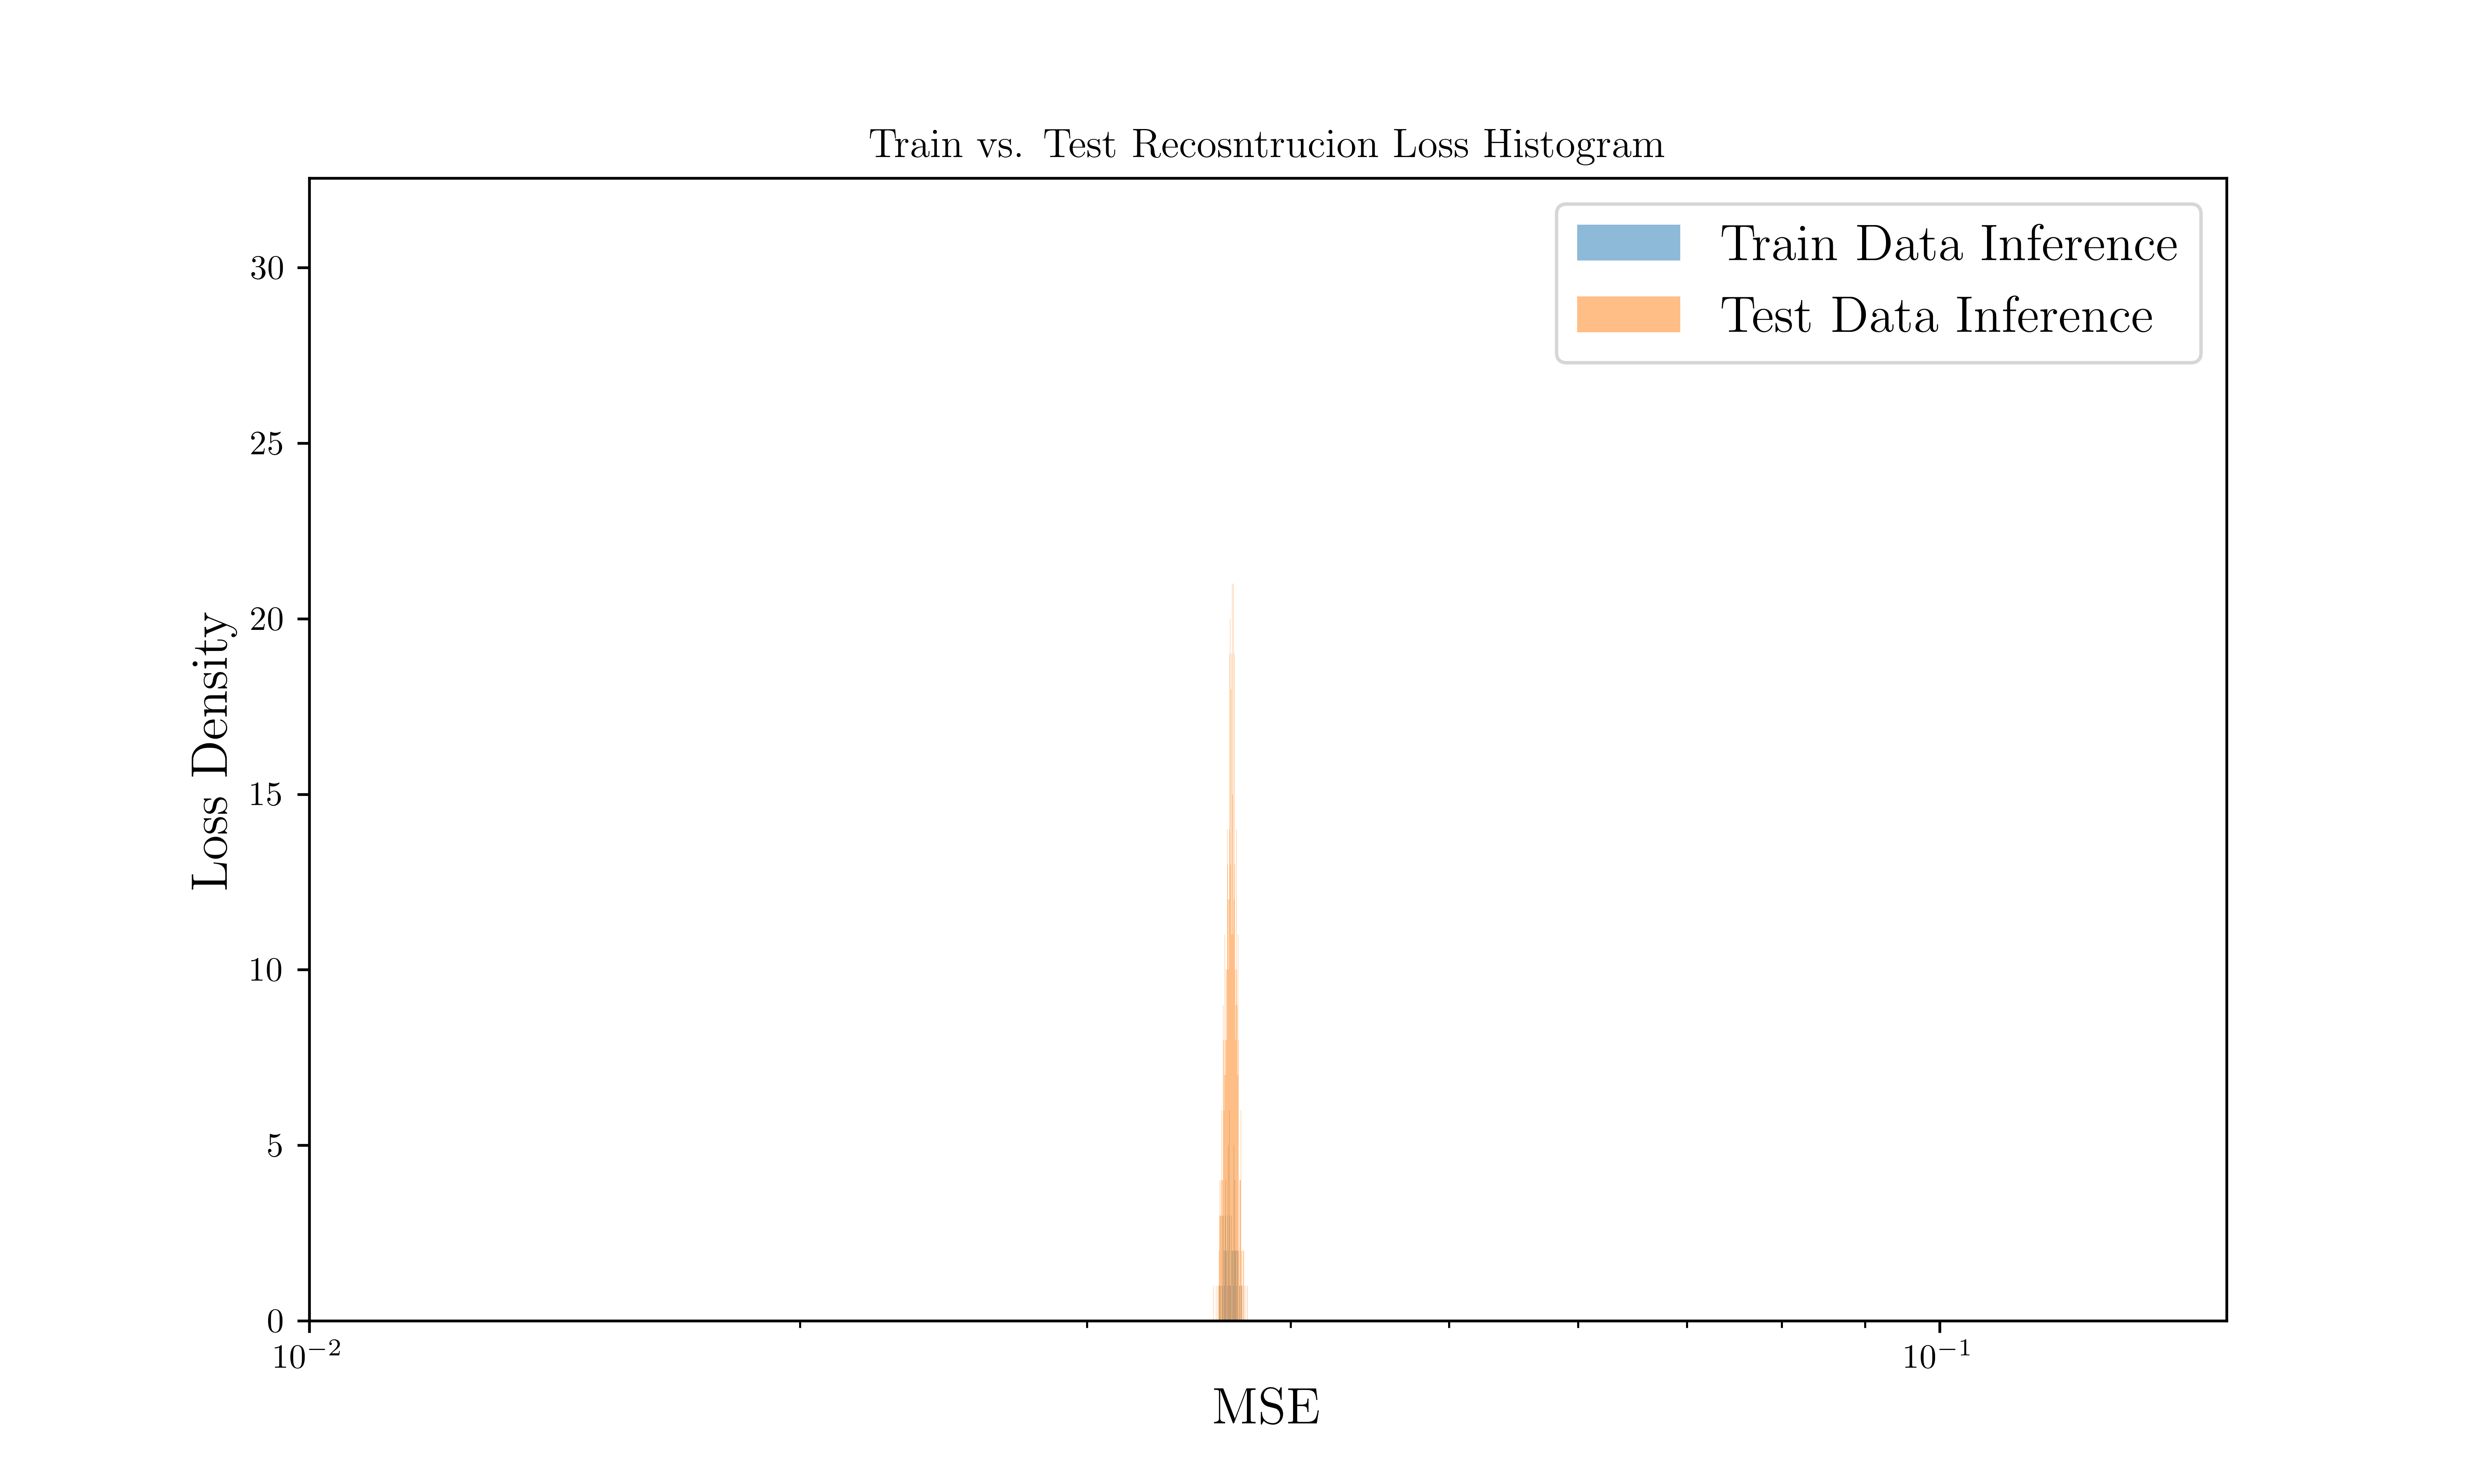 Train vs. Test Recosntrucion Loss Histogram
Train Data Inference
Test Data Inference
Loss Density
30
25
20
15
10
5
0
10⁻²
10⁻¹
MSE